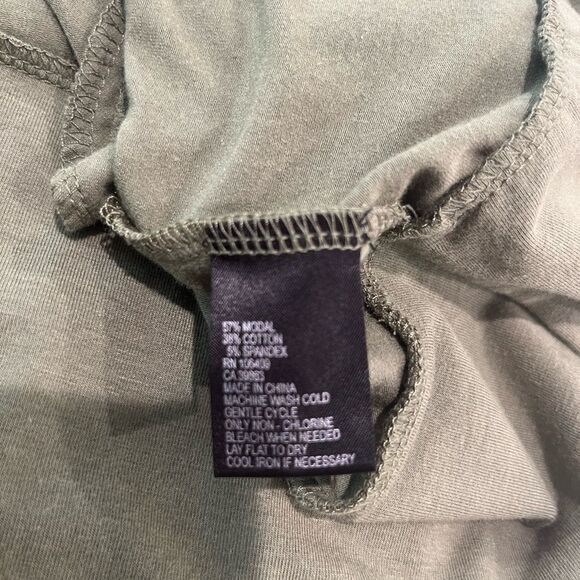 57% MODAL
38% COTTON
5% SPANDEX
RN 106409
CA 39983
MADE IN CHINA
MACHINE WASH COLD
GENTLE CYCLE
ONLY NON - CHLORINE
BLEACH WHEN NEEDED
LAY FLAT TO DRY
COOL IRON IF NECESSARY